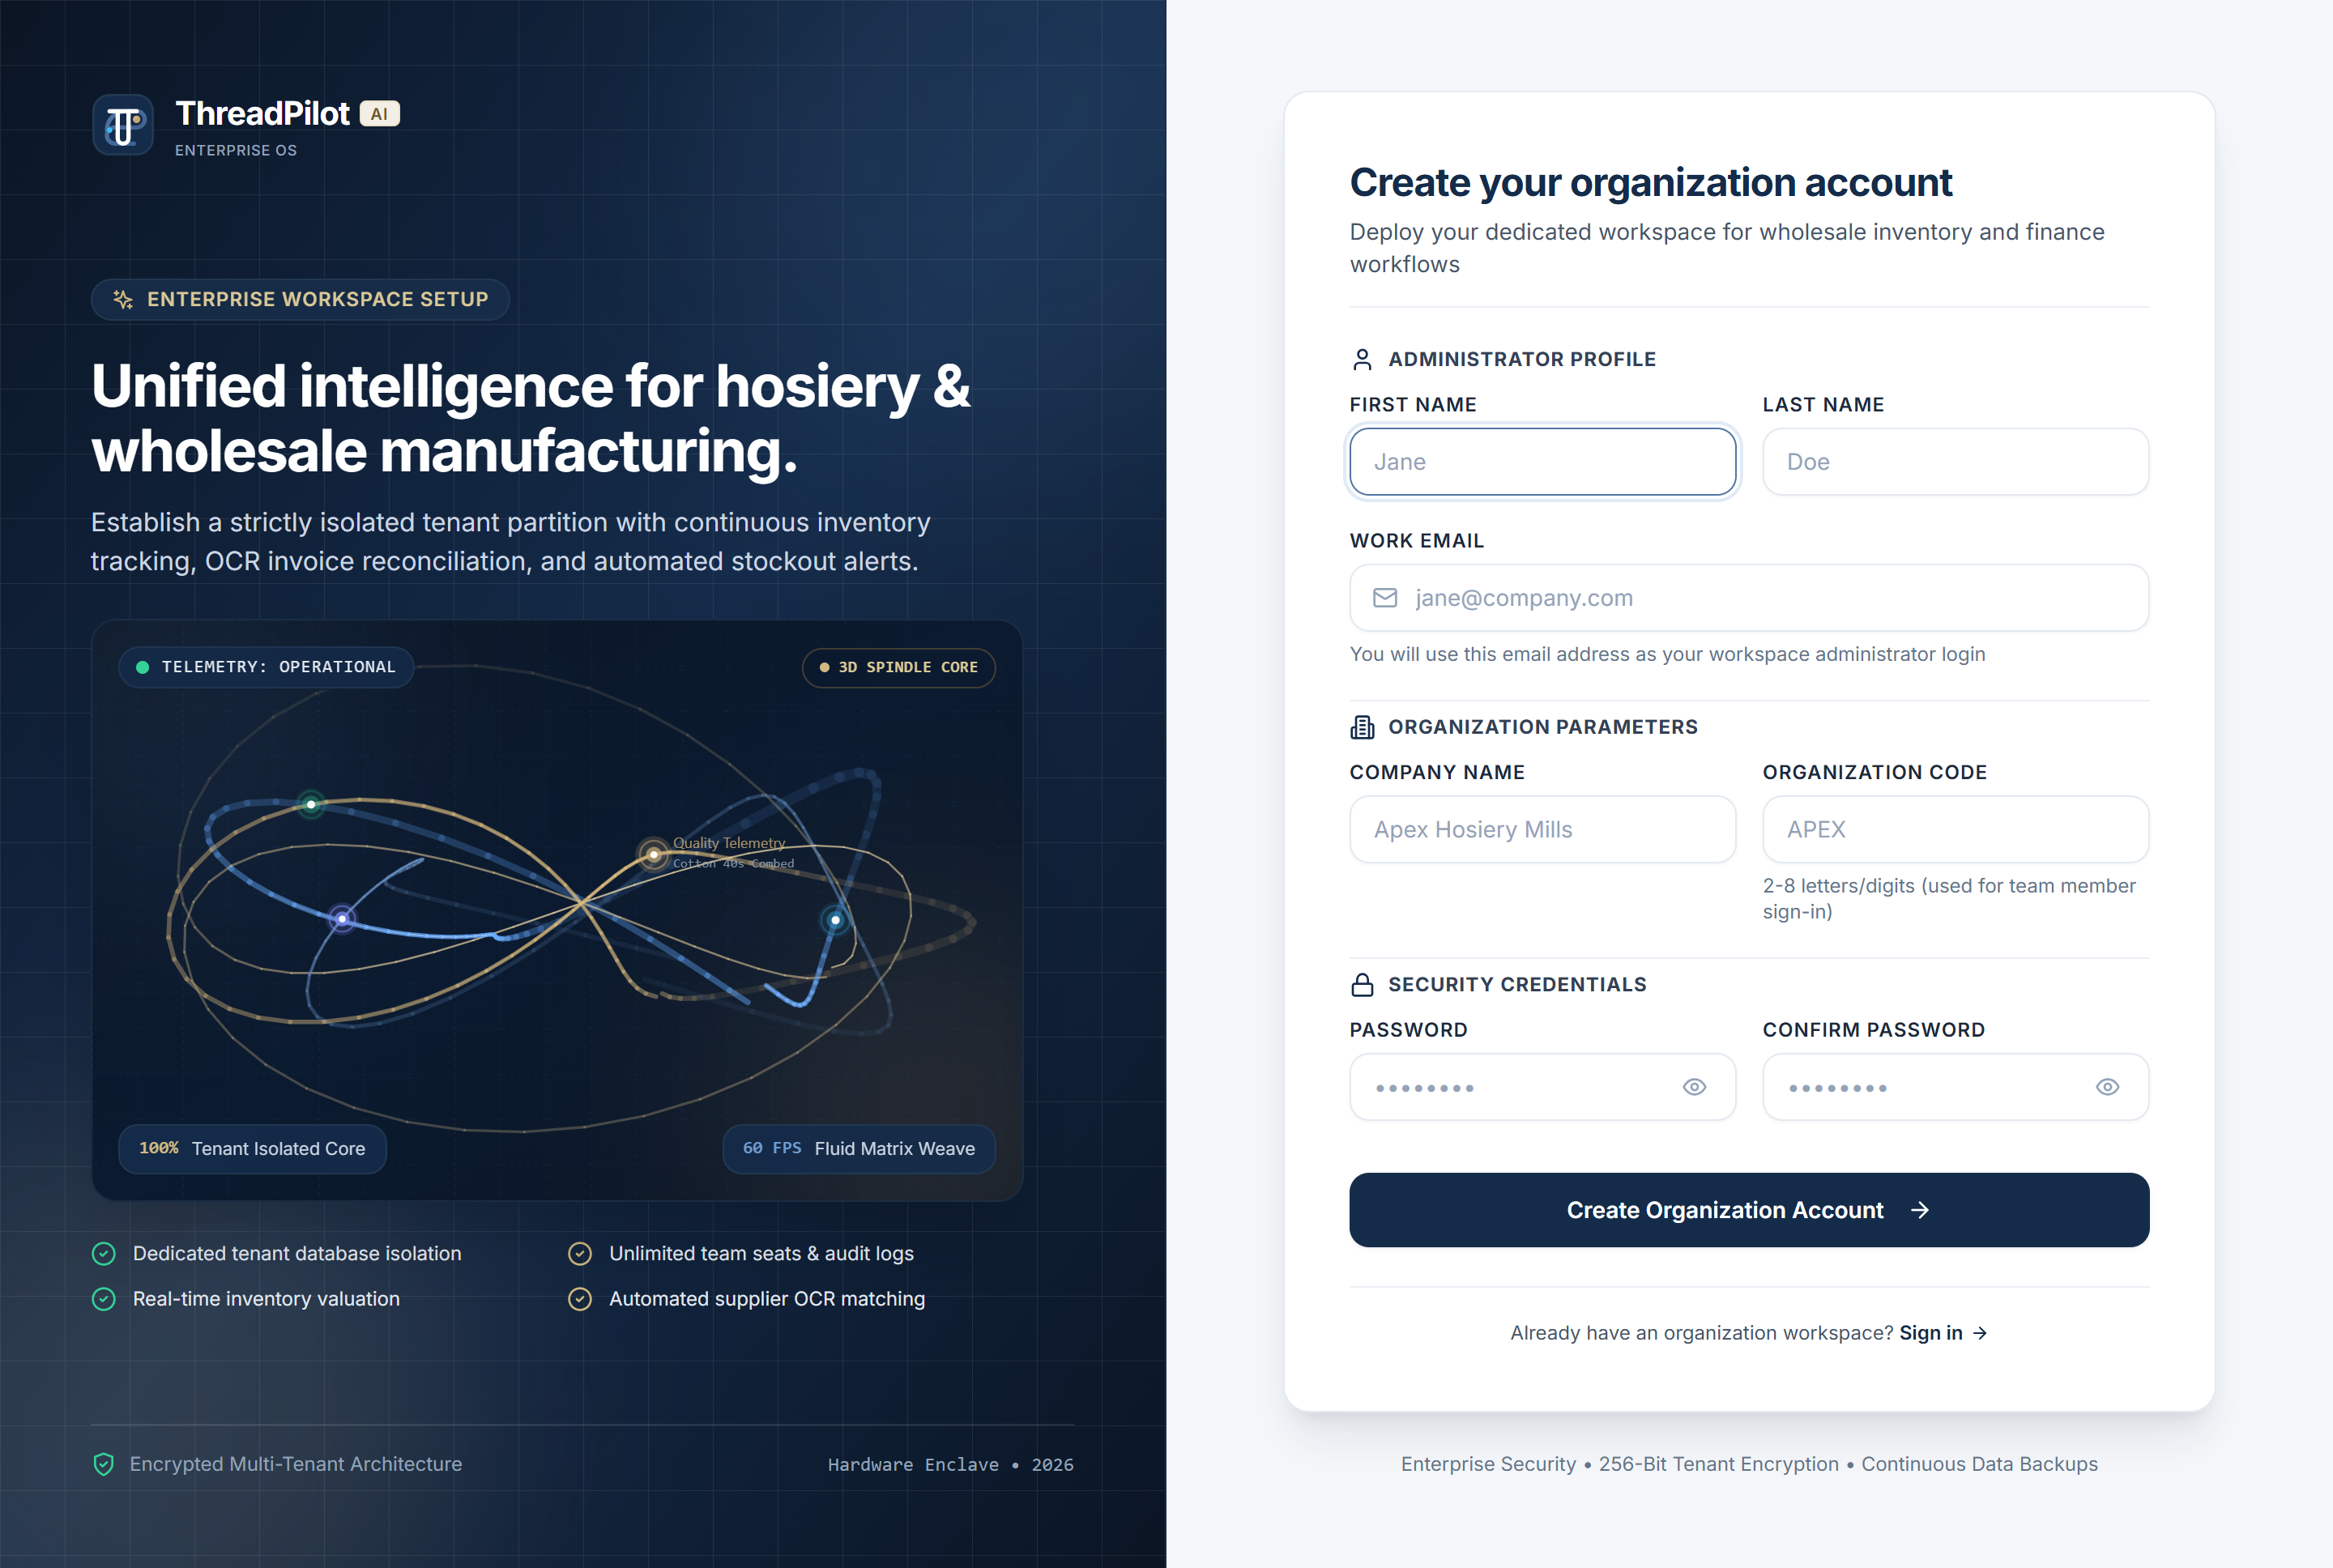 ThreadPilot AI
ENTERPRISE OS
ENTERPRISE WORKSPACE SETUP
Unified intelligence for hosiery &
wholesale manufacturing.
Establish a strictly isolated tenant partition with continuous inventory
tracking, OCR invoice reconciliation, and automated stockout alerts.
TELEMETRY: OPERATIONAL
3D SPINDLE CORE
Quality Telemetry
Cotton 40s Combed
100% Tenant Isolated Core
60 FPS Fluid Matrix Weave
Dedicated tenant database isolation
Unlimited team seats & audit logs
Real-time inventory valuation
Automated supplier OCR matching
Encrypted Multi-Tenant Architecture
Hardware Enclave • 2026
Create your organization account
Deploy your dedicated workspace for wholesale inventory and finance
workflows
ADMINISTRATOR PROFILE
FIRST NAME
LAST NAME
Jane
Doe
WORK EMAIL
jane@company.com
You will use this email address as your workspace administrator login
ORGANIZATION PARAMETERS
COMPANY NAME
ORGANIZATION CODE
Apex Hosiery Mills
APEX
2-8 letters/digits (used for team member
sign-in)
SECURITY CREDENTIALS
PASSWORD
CONFIRM PASSWORD
••••••••
••••••••
Create Organization Account →
Already have an organization workspace? Sign in →
Enterprise Security • 256-Bit Tenant Encryption • Continuous Data Backups